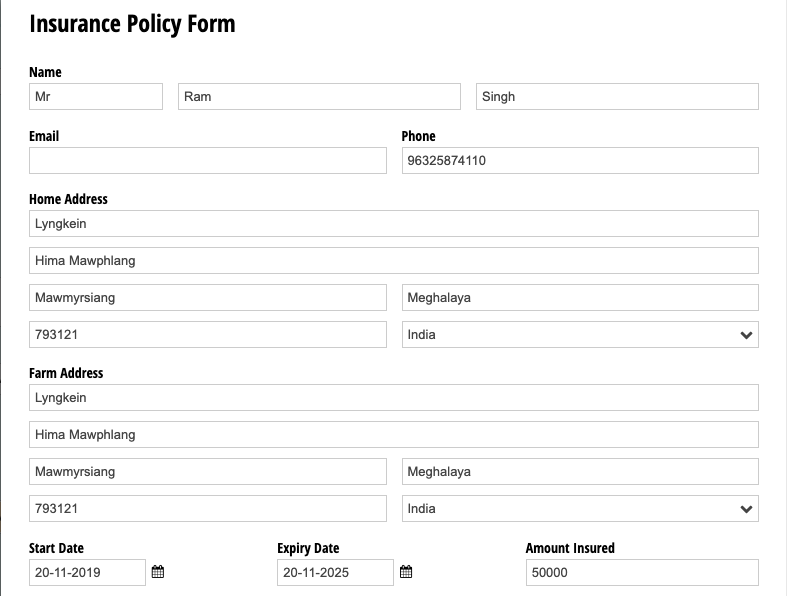 Insurance Policy Form
Name
Mr Ram Singh
Email Phone
96325874110
Home Address
Lyngkein
Hima Mawphlang
Mawmyrsiang Meghalaya
793121 India
Farm Address
Lyngkein
Hima Mawphlang
Mawmyrsiang Meghalaya
793121 India
Start Date Expiry Date Amount Insured
20-11-2019 20-11-2025 50000